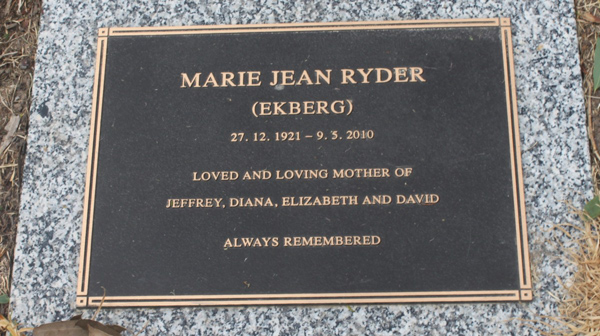 MARIE JEAN RYDER
(EKBERG)
27. 12. 1921 – 9. 5. 2010
LOVED AND LOVING MOTHER OF
JEFFREY, DIANA, ELIZABETH AND DAVID
ALWAYS REMEMBERED